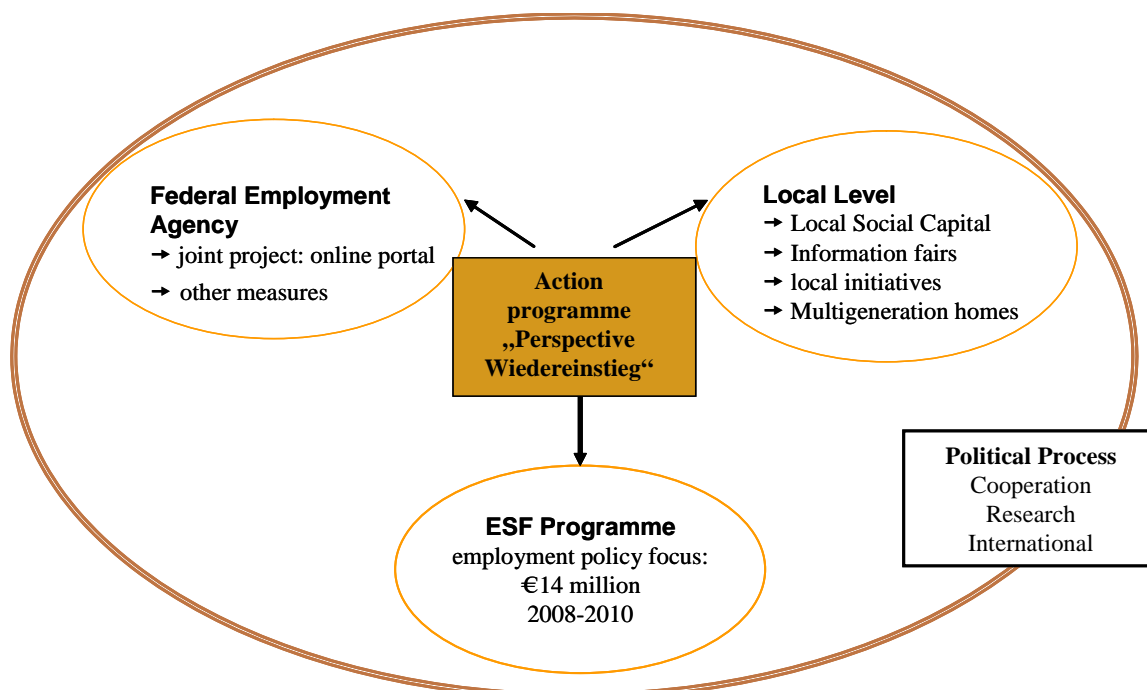 Federal Employment
Agency
→ joint project: online portal
→ other measures
Local Level
→ Local Social Capital
→ Information fairs
→ local initiatives
→ Multigeneration homes
Action
programme
„Perspective
Wiedereinstieg“
Political Process
Cooperation
Research
International
ESF Programme
employment policy focus:
€14 million
2008-2010